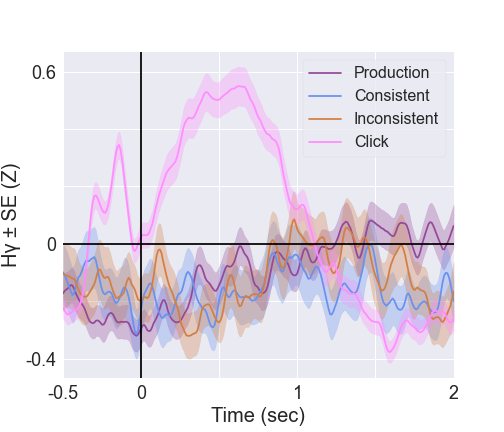 Production
Consistent
Inconsistent
Click
0.6
0
-0.4
Hγ ± SE (Z)
-0.5 0 1 2
Time (sec)